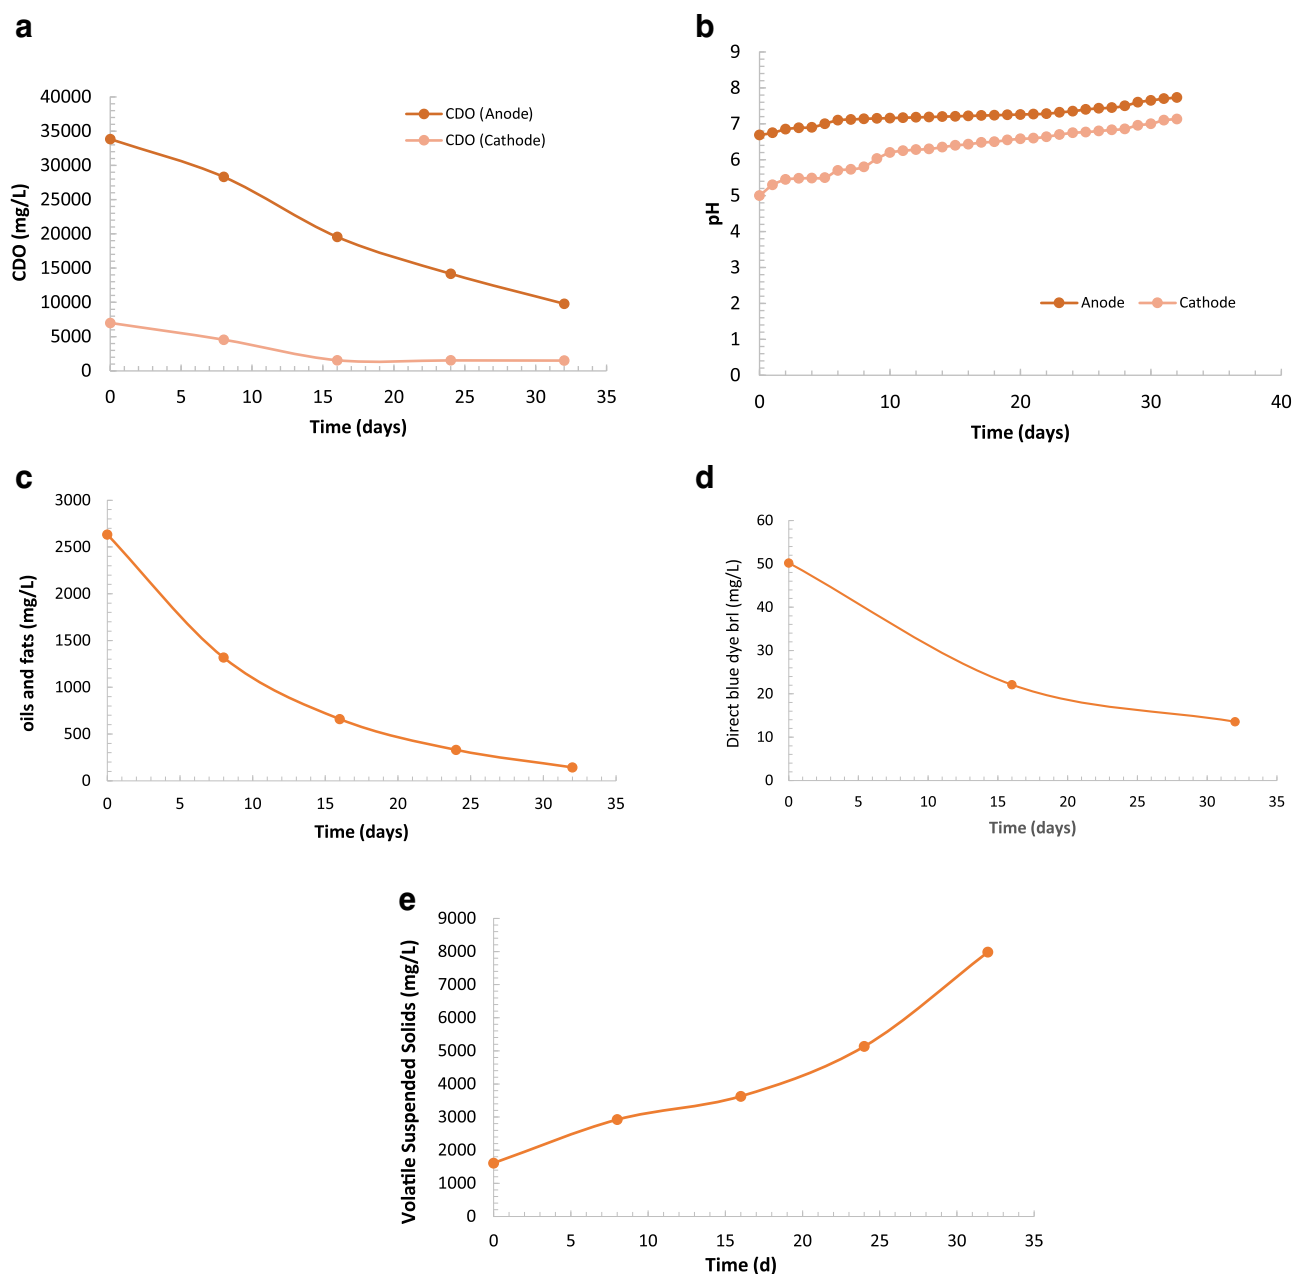 a
40000
35000
30000
25000
20000
15000
10000
5000
0
CDO (mg/L)
CDO (Anode)
CDO (Cathode)
0 5 10 15 20 25 30 35
Time (days)
b
9
8
7
6
5
4
3
2
1
0
pH
Anode Cathode
0 10 20 30 40
Time (days)
c
3000
2500
2000
1500
1000
500
0
oils and fats (mg/L)
0 5 10 15 20 25 30 35
Time (days)
d
60
50
40
30
20
10
0
Direct blue dye brl (mg/L)
0 5 10 15 20 25 30 35
Time (days)
e
9000
8000
7000
6000
5000
4000
3000
2000
1000
0
Volatile Suspended Solids (mg/L)
0 5 10 15 20 25 30 35
Time (d)